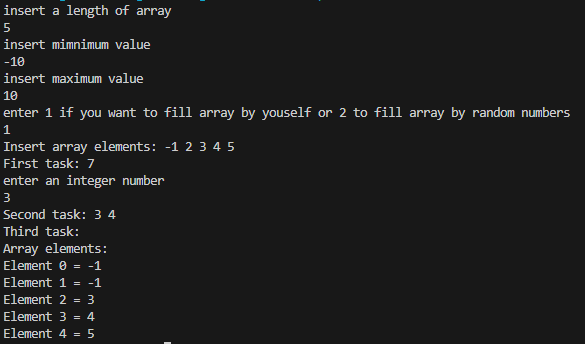 insert a length of array
5
insert mimnimum value
-10
insert maximum value
10
enter 1 if you want to fill array by youself or 2 to fill array by random numbers
1
Insert array elements: -1 2 3 4 5
First task: 7
enter an integer number
3
Second task: 3 4
Third task:
Array elements:
Element 0 = -1
Element 1 = -1
Element 2 = 3
Element 3 = 4
Element 4 = 5